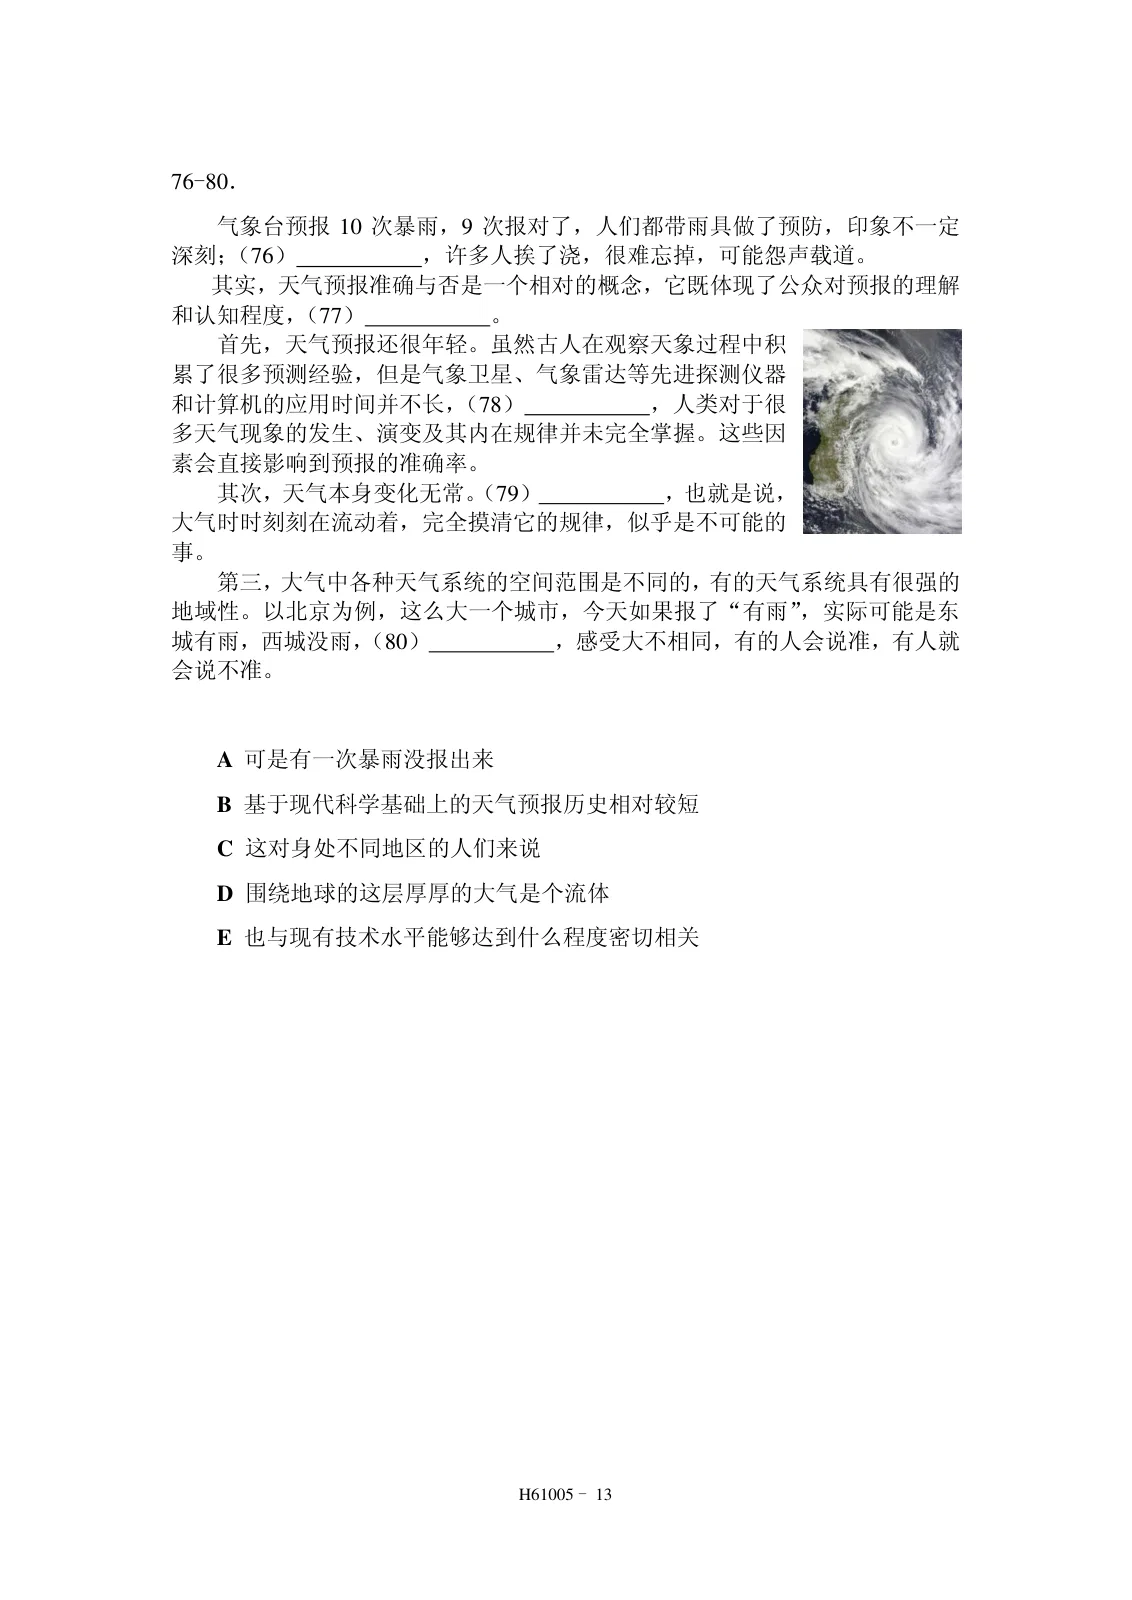 76-80．
气象台预报 10 次暴雨，9 次报对了，人们都带雨具做了预防，印象不一定
深刻；（76）___________，许多人挨了浇，很难忘掉，可能怨声载道。
其实，天气预报准确与否是一个相对的概念，它既体现了公众对预报的理解
和认知程度，（77）___________。
首先，天气预报还很年轻。虽然古人在观察天象过程中积
累了很多预测经验，但是气象卫星、气象雷达等先进探测仪器
和计算机的应用时间并不长，（78）___________，人类对于很
多天气现象的发生、演变及其内在规律并未完全掌握。这些因
素会直接影响到预报的准确率。
其次，天气本身变化无常。（79）___________，也就是说，
大气时时刻刻在流动着，完全摸清它的规律，似乎是不可能的
事。
第三，大气中各种天气系统的空间范围是不同的，有的天气系统具有很强的
地域性。以北京为例，这么大一个城市，今天如果报了“有雨”，实际可能是东
城有雨，西城没雨，（80）___________，感受大不相同，有的人会说准，有人就
会说不准。
A 可是有一次暴雨没报出来
B 基于现代科学基础上的天气预报历史相对较短
C 这对身处不同地区的人们来说
D 围绕地球的这层厚厚的大气是个流体
E 也与现有技术水平能够达到什么程度密切相关
H61005－ 13